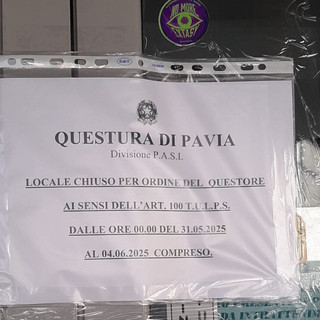 QUESTURA DI PAVIA
Divisione P.A.S.I.
LOCALE CHIUSO PER ORDINE DEL QUESTORE
AI SENSI DELL'ART. 100 T.U.L.P.S.
DALLE ORE 00.00 DEL 31.05.2025
AL 04.06.2025 COMPRESO.